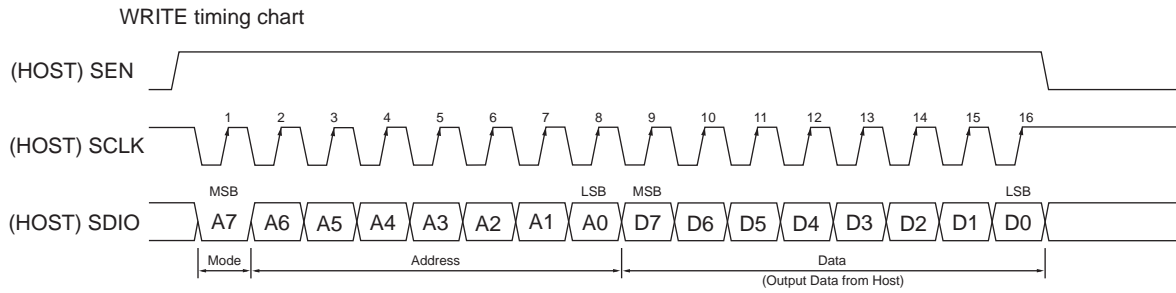 WRITE timing chart
(HOST) SEN
1 2 3 4 5 6 7 8 9 10 11 12 13 14 15 16
(HOST) SCLK
MSB LSB MSB LSB
(HOST) SDIO A7 A6 A5 A4 A3 A2 A1 A0 D7 D6 D5 D4 D3 D2 D1 D0
Mode Address Data
(Output Data from Host)